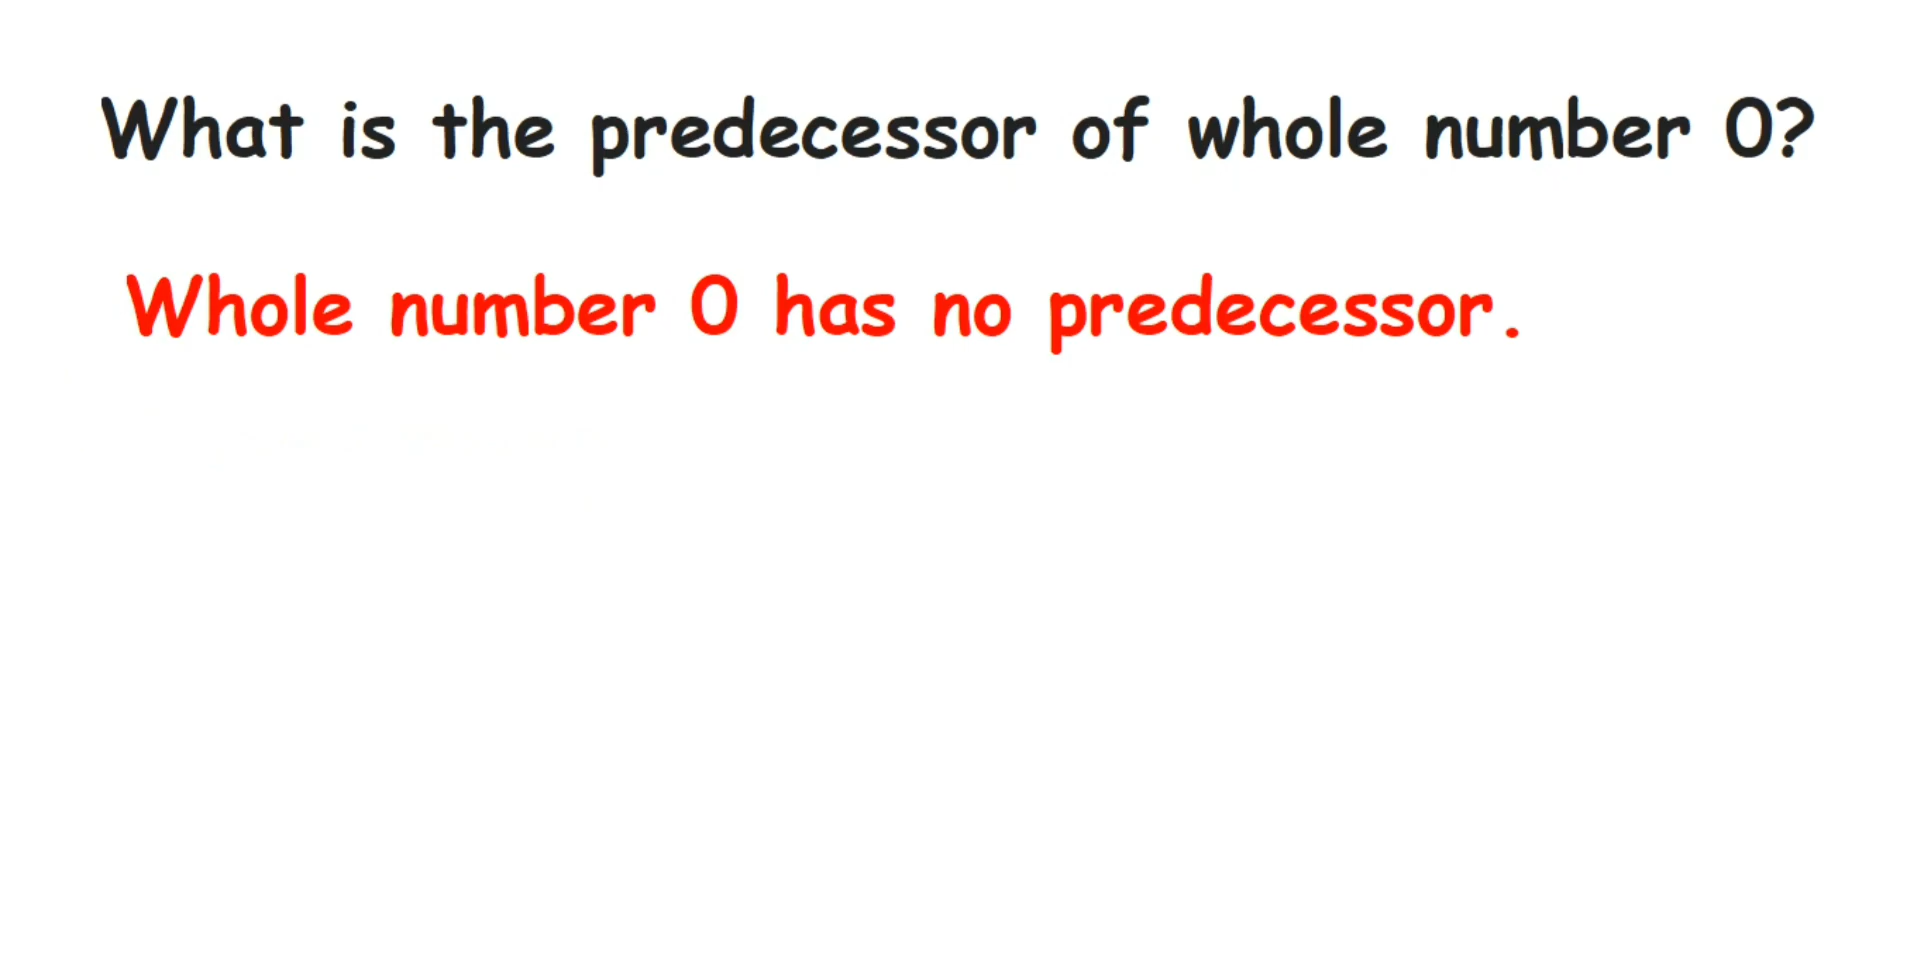 What is the predecessor of whole number 0?
Whole number 0 has no predecessor.